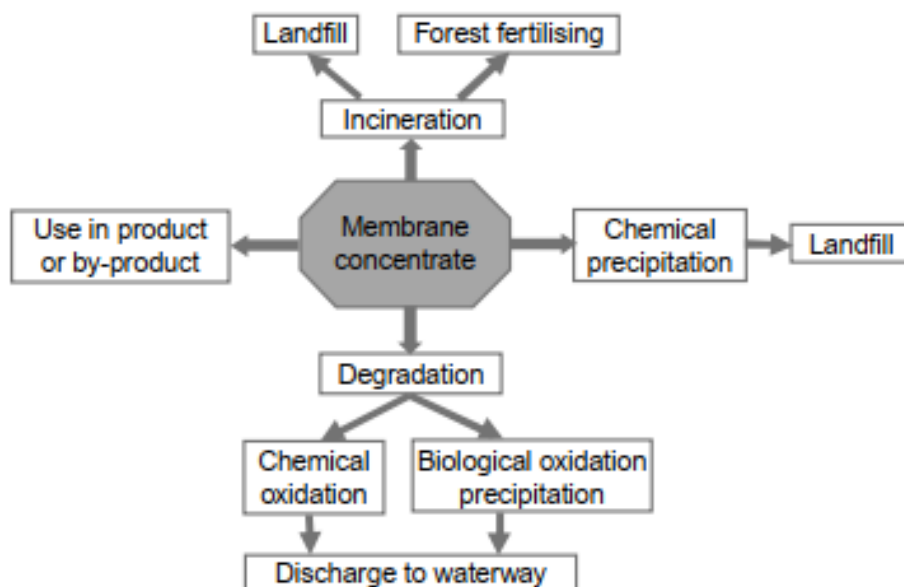 Landfill
Forest fertilising
Incineration
Use in product
or by-product
Membrane
concentrate
Chemical
precipitation
Landfill
Degradation
Chemical
oxidation
Biological oxidation
precipitation
Discharge to waterway